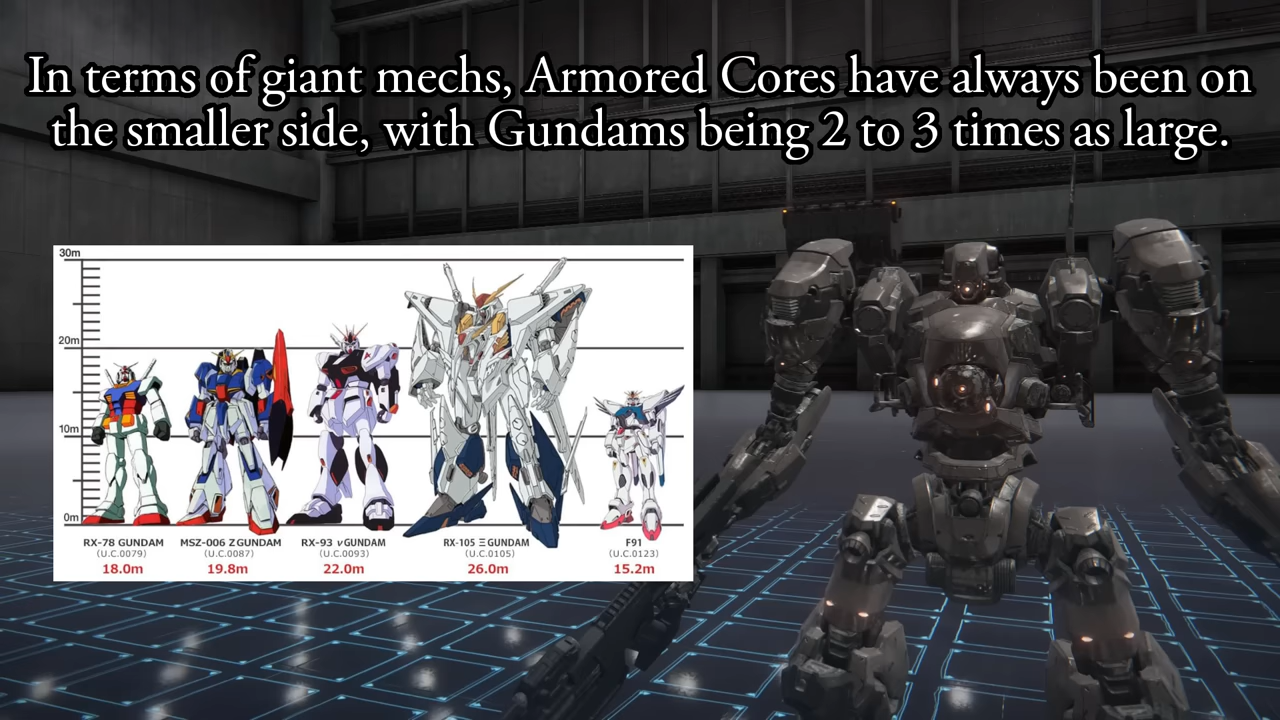 In terms of giant mechs, Armored Cores have always been on
the smaller side, with Gundams being 2 to 3 times as large.
30m
20m
10m
0m
RX-78 GUNDAM
(U.C.0079)
18.0m
MSZ-006 ZGUNDAM
(U.C.0087)
19.8m
RX-93 νGUNDAM
(U.C.0093)
22.0m
RX-105 ΞGUNDAM
(U.C.0105)
26.0m
F91
(U.C.0123)
15.2m